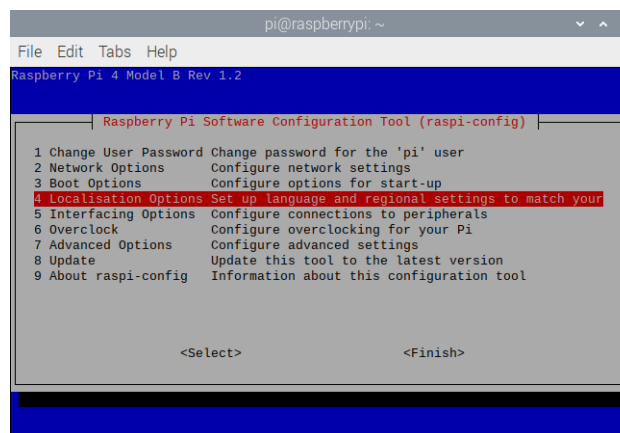 pi@raspberrypi: ~
File Edit Tabs Help
Raspberry Pi 4 Model B Rev 1.2
Raspberry Pi Software Configuration Tool (raspi-config)
1 Change User Password Change password for the 'pi' user
2 Network Options Configure network settings
3 Boot Options Configure options for start-up
4 Localisation Options Set up language and regional settings to match your
5 Interfacing Options Configure connections to peripherals
6 Overclock Configure overclocking for your Pi
7 Advanced Options Configure advanced settings
8 Update Update this tool to the latest version
9 About raspi-config Information about this configuration tool
<Select> <Finish>